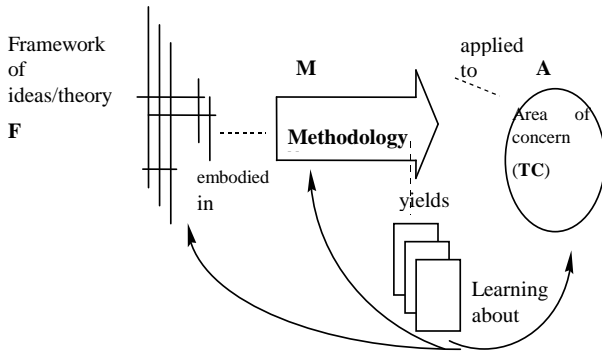 Framework
of
ideas/theory
F
embodied
in
M
Methodology
yields
applied
to
A
Area of
concern
(TC)
Learning
about